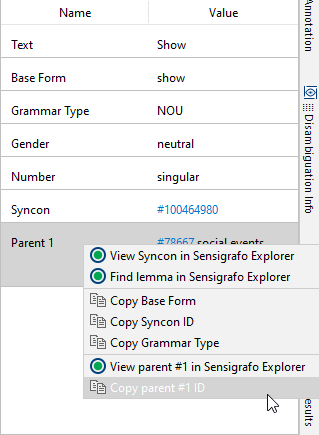 Name Value
Text Show
Base Form show
Grammar Type NOU
Gender neutral
Number singular
Syncon #100464980
Parent 1 #78667 social events
View Syncon in Sensigrafo Explorer
Find lemma in Sensigrafo Explorer
Copy Base Form
Copy Syncon ID
Copy Grammar Type
View parent #1 in Sensigrafo Explorer
Copy parent #1 ID
Annotation
Disambiguation Info
esults